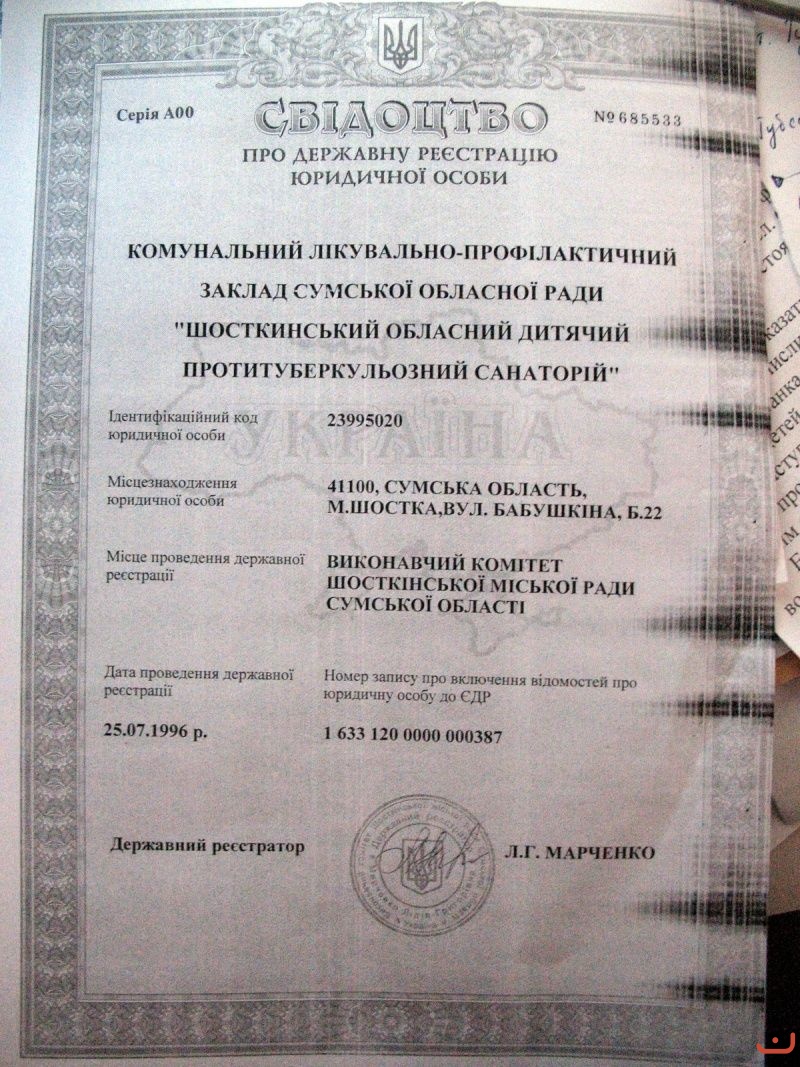 Серія А00
СВІДОЦТВО
№685533
ПРО ДЕРЖАВНУ РЕЄСТРАЦІЮ
ЮРИДИЧНОЇ ОСОБИ
КОМУНАЛЬНИЙ ЛІКУВАЛЬНО-ПРОФІЛАКТИЧНИЙ
ЗАКЛАД СУМСЬКОЇ ОБЛАСНОЇ РАДИ
"ШОСТКИНСЬКИЙ ОБЛАСНИЙ ДИТЯЧИЙ
ПРОТИТУБЕРКУЛЬОЗНИЙ САНАТОРІЙ"
УКРАЇНА
Ідентифікаційний код
юридичної особи
23995020
Місцезнаходження
юридичної особи
41100, СУМСЬКА ОБЛАСТЬ,
М.ШОСТКА,ВУЛ. БАБУШКІНА, Б.22
Місце проведення державної
реєстрації
ВИКОНАВЧИЙ КОМІТЕТ
ШОСТКІНСЬКОЇ МІСЬКОЇ РАДИ
СУМСЬКОЇ ОБЛАСТІ
Дата проведення державної
реєстрації
25.07.1996 р.
Номер запису про включення відомостей про
юридичну особу до ЄДР
1 633 120 0000 000387
Державний реєстратор
Л.Г. МАРЧЕНКО